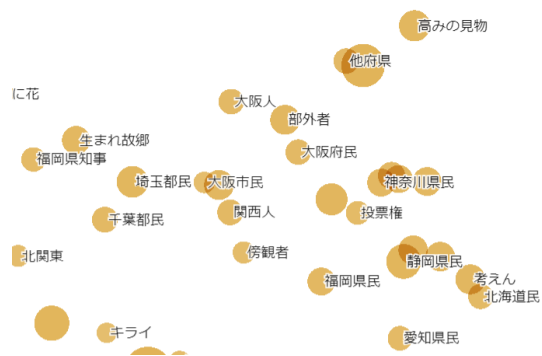 高みの見物
他府県
に花
大阪人
部外者
生まれ故郷
大阪府民
福岡県知事
埼玉都民
大阪市民
神奈川県民
関西人
投票権
千葉都民
傍観者
北関東
静岡県民
福岡県民
考えん
北海道民
キライ
愛知県民